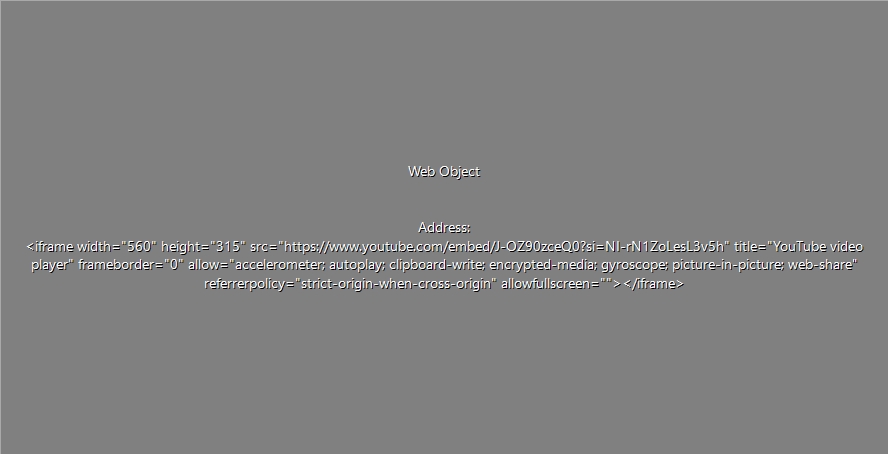 Web Object
Address:
<iframe width="560" height="315" src="https://www.youtube.com/embed/J-OZ90zceQ0?si=NI-rN1ZoLesL3v5h" title="YouTube video
player" frameborder="0" allow="accelerometer; autoplay; clipboard-write; encrypted-media; gyroscope; picture-in-picture; web-share"
referrerpolicy="strict-origin-when-cross-origin" allowfullscreen=""></iframe>